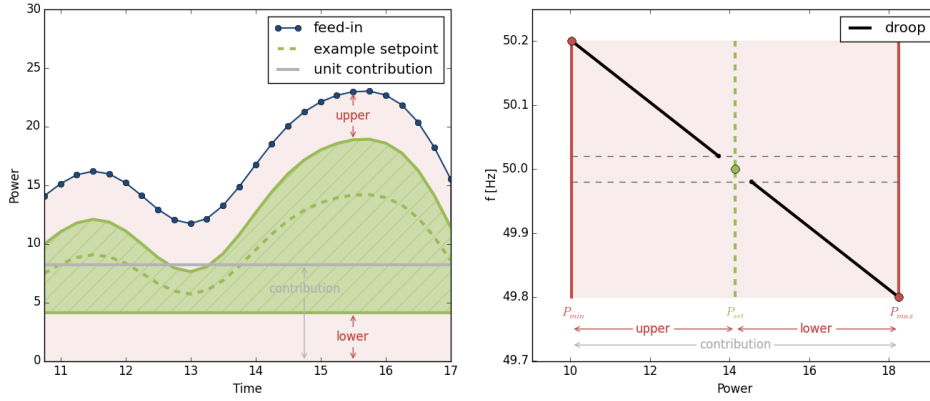 30
25
20
15
10
5
0
Power
feed-in
example setpoint
unit contribution
upper
contribution
lower
11 12 13 14 15 16 17
Time
50.2
50.1
50.0
49.9
49.8
49.7
f [Hz]
droop
P_min P_set P_max
upper lower
contribution
10 12 14 16 18
Power